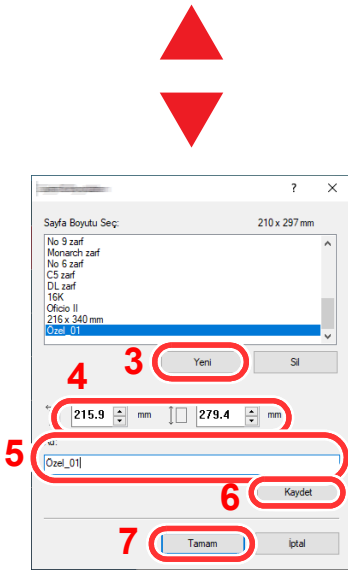 ? ×
Sayfa Boyutu Seç: 210 x 297 mm
No 9 zarf
Monarch zarf
No 6 zarf
C5 zarf
DL zarf
16K
Oficio II
216 x 340 mm
Özel_01
3 Yeni Sil
4
215.9 mm 279.4 mm
5
Özel_01
6 Kaydet
7 Tamam İptal